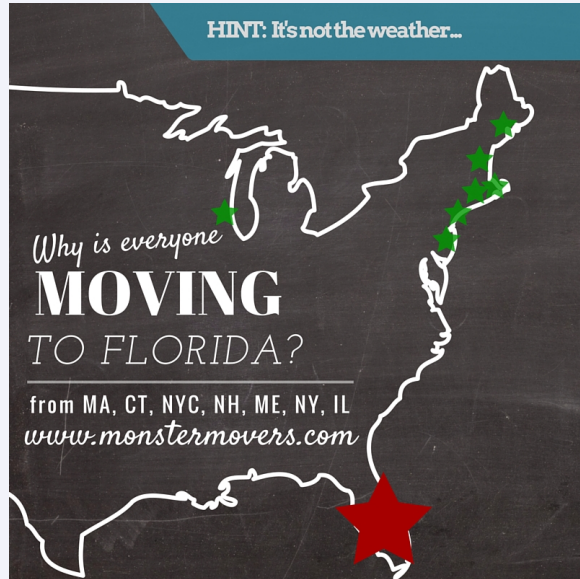 HINT: It's not the weather...
Why is everyone
MOVING
TO FLORIDA?
from MA, CT, NYC, NH, ME, NY, IL
www.monstermovers.com